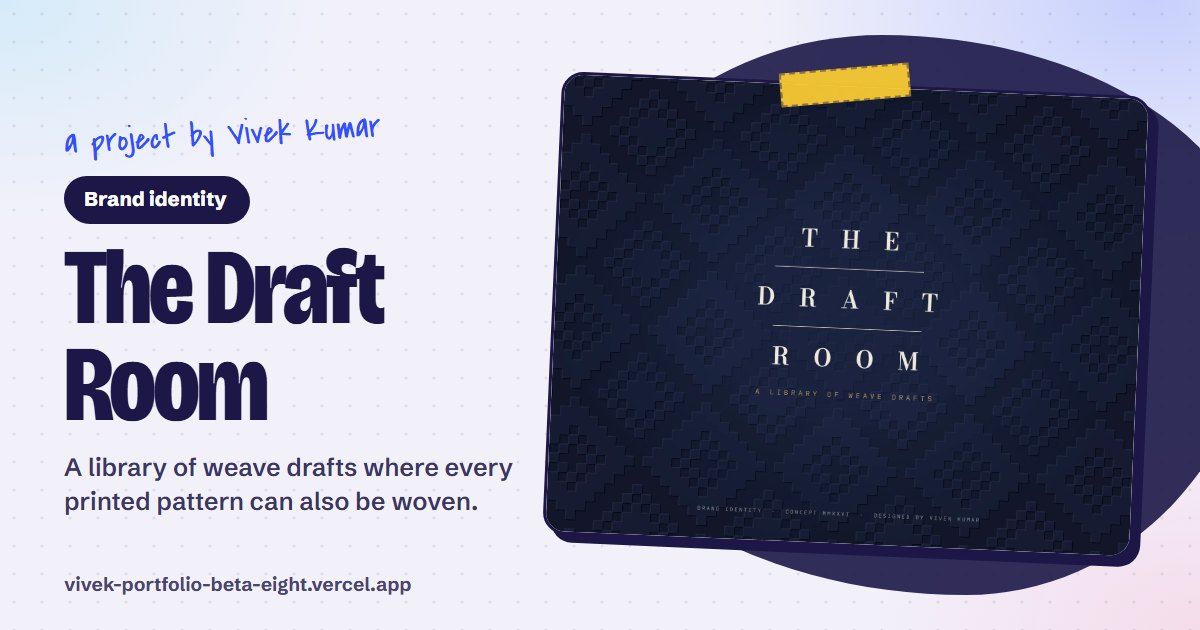 a project by Vivek Kumar
Brand identity
The Draft
Room
A library of weave drafts where every
printed pattern can also be woven.
vivek-portfolio-beta-eight.vercel.app
THE
DRAFT
ROOM
A LIBRARY OF WEAVE DRAFTS
BRAND IDENTITY · CONCEPT MMXXVI · DESIGNED BY VIVEK KUMAR